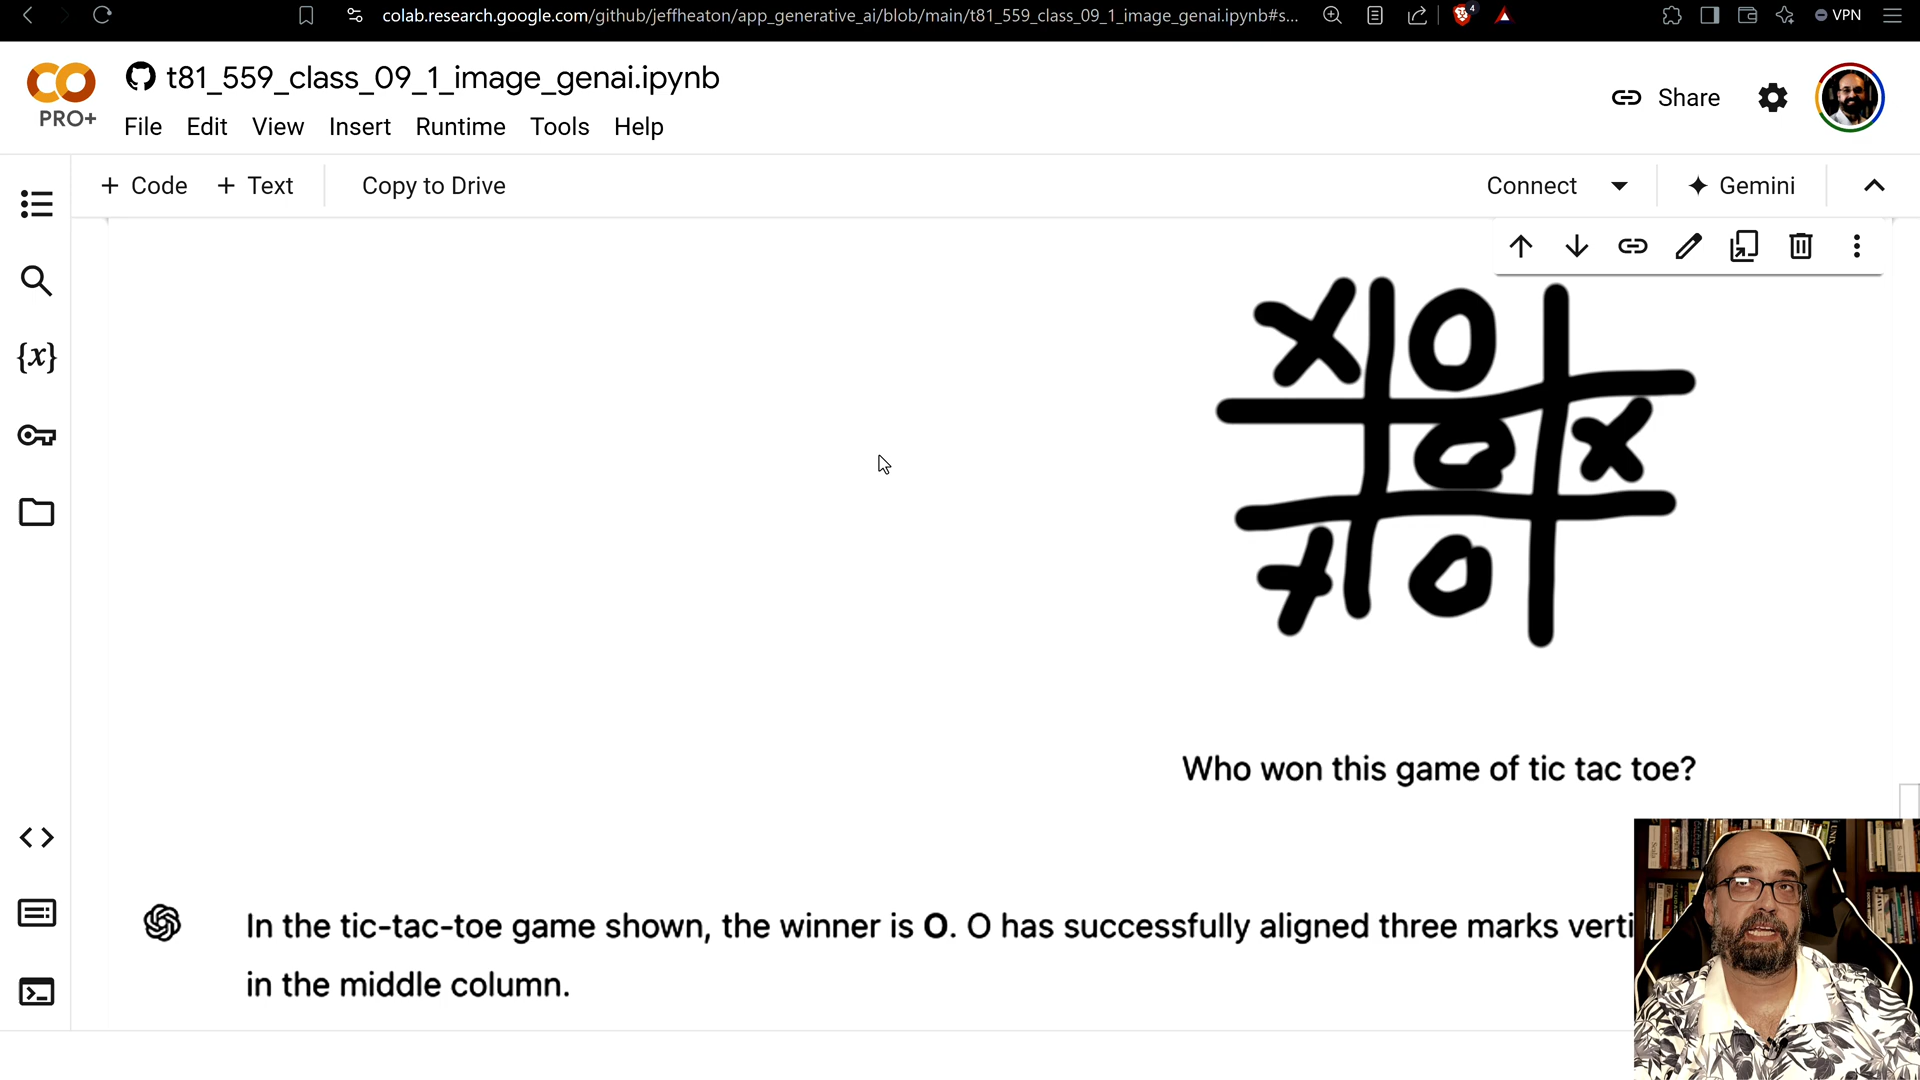 colab.research.google.com/github/jeffheaton/app_generative_ai/blob/main/t81_559_class_09_1_image_genai.ipynb#s...
4
VPN
CO
PRO+
t81_559_class_09_1_image_genai.ipynb
Share
File Edit View Insert Runtime Tools Help
+ Code + Text
Copy to Drive
Connect
Gemini
{x}
X O
O X
X O
Who won this game of tic tac toe?
In the tic-tac-toe game shown, the winner is O. O has successfully aligned three marks verti
in the middle column.